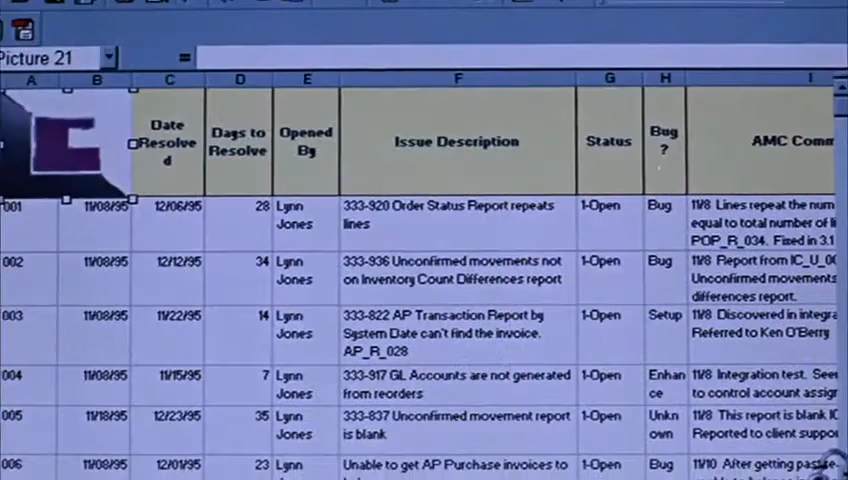 Picture 21
=
A B C D E F G H I
Date Resolve d Days to Resolve Opened By Issue Description Status Bug ? AMC Comm
001 11/08/95 12/06/95 28 Lynn Jones 333-920 Order Status Report repeats lines 1-Open Bug 11/8 Lines repeat the num equal to total number of li POP_R_034. Fixed in 3.1
002 11/08/95 12/12/95 34 Lynn Jones 333-936 Unconfirmed movements not on Inventory Count Differences report 1-Open Bug 11/8 Report from IC_U_00 Unconfirmed movements differences report.
003 11/08/95 11/22/95 14 Lynn Jones 333-822 AP Transaction Report by System Date can't find the invoice. AP_R_028 1-Open Setup 11/8 Discovered in integra Referred to Ken O'Berry
004 11/08/95 11/15/95 7 Lynn Jones 333-917 GL Accounts are not generated from reorders 1-Open Enhan ce 11/8 Integration test. See to control account assig
005 11/18/95 12/23/95 35 Lynn Jones 333-837 Unconfirmed movement report is blank 1-Open Unkn own 11/8 This report is blank Reported to client suppo
006 11/08/95 12/01/95 23 Lynn Unable to get AP Purchase invoices to 1-Open Bug 11/10 After getting past